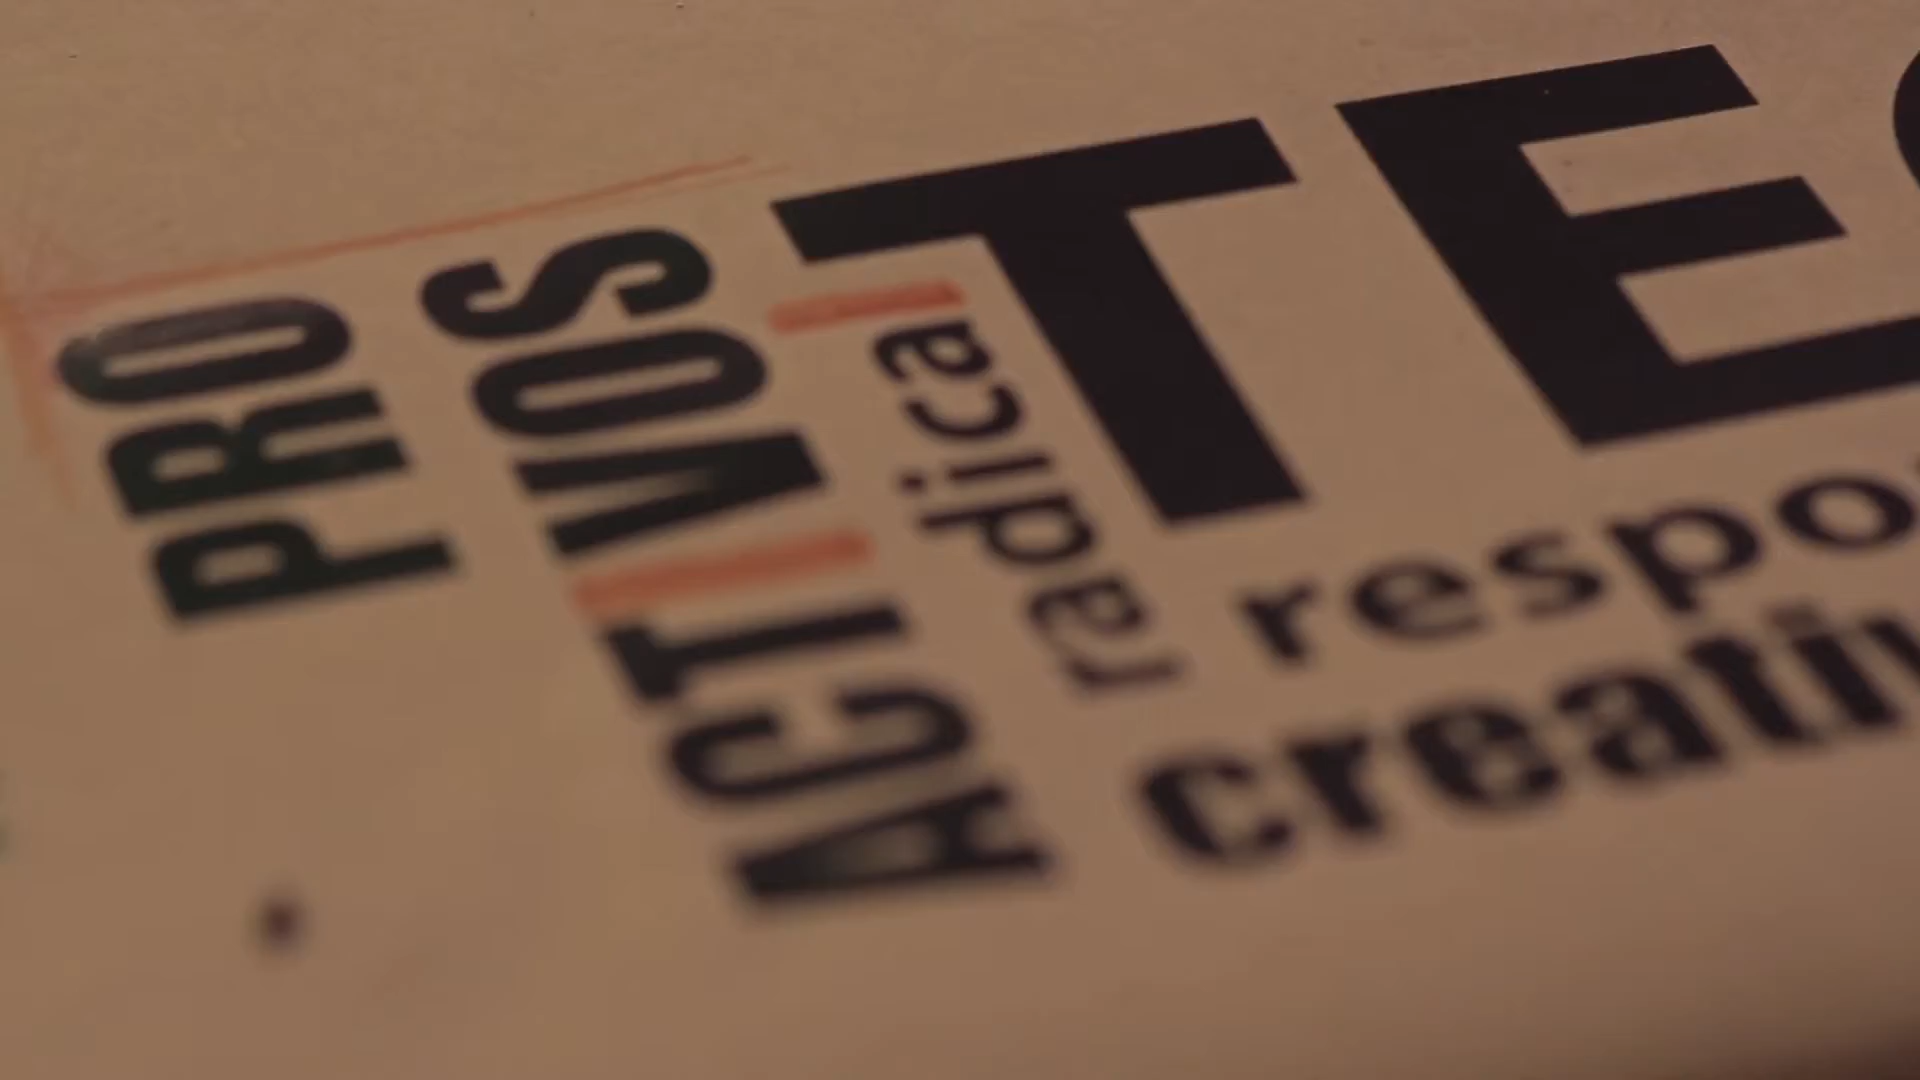 PRO
ACTIVOS
radical
TE
respo
creati